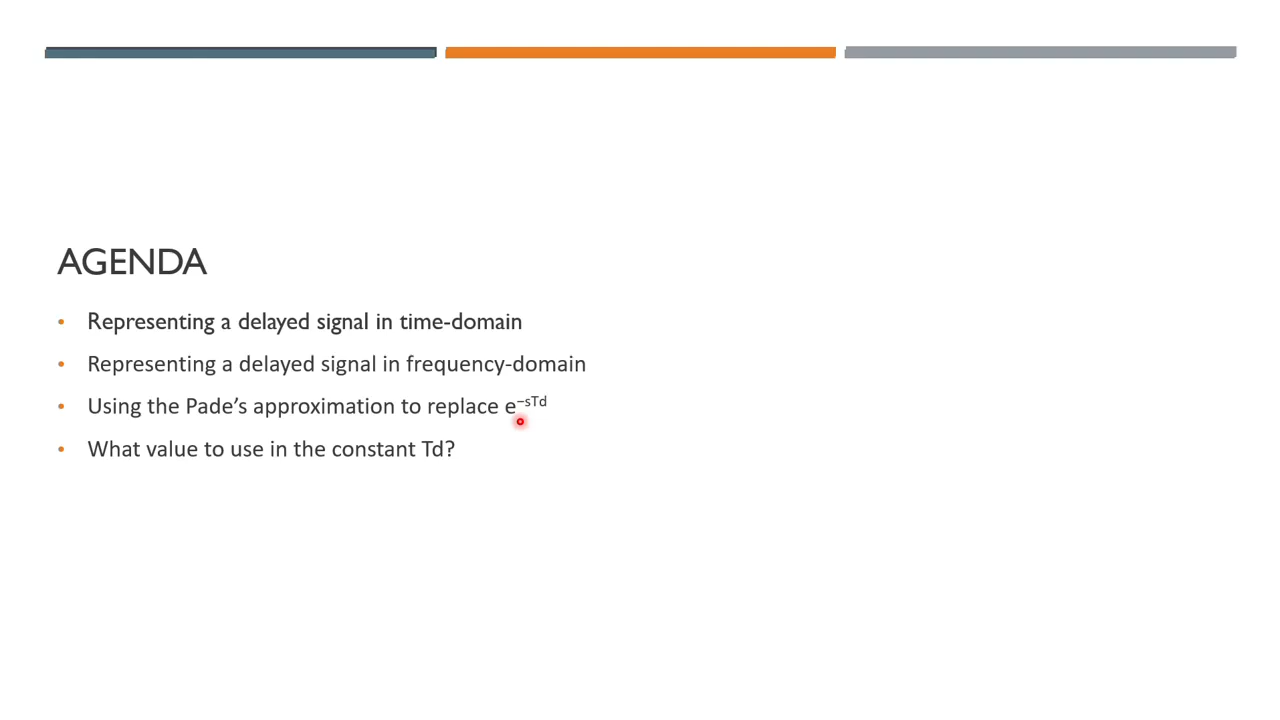 AGENDA
• Representing a delayed signal in time-domain
• Representing a delayed signal in frequency-domain
• Using the Pade's approximation to replace e⁻ˢᵀᵈ
• What value to use in the constant Td?